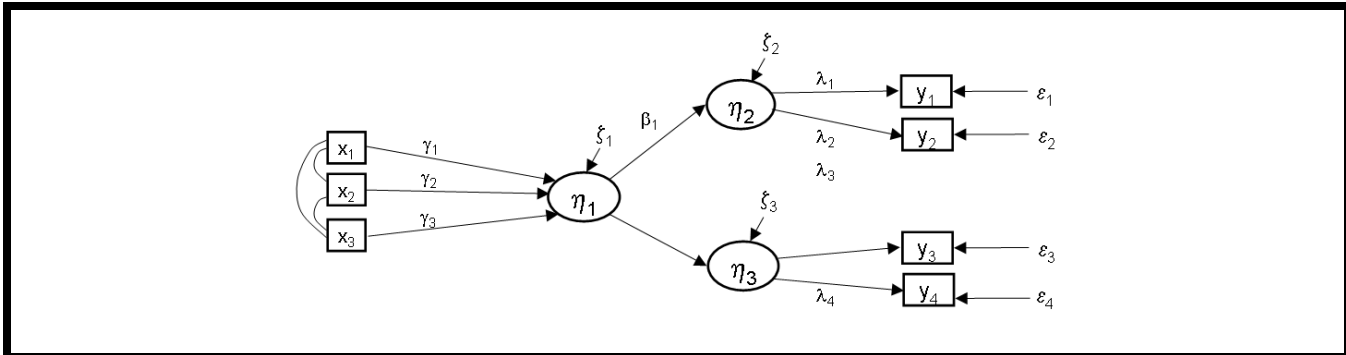 ζ₂
λ₁
y₁
ε₁
η₂
β₁
λ₂
y₂
ε₂
ζ₁
x₁
γ₁
λ₃
x₂
γ₂
η₁
ζ₃
x₃
γ₃
y₃
ε₃
η₃
λ₄
y₄
ε₄